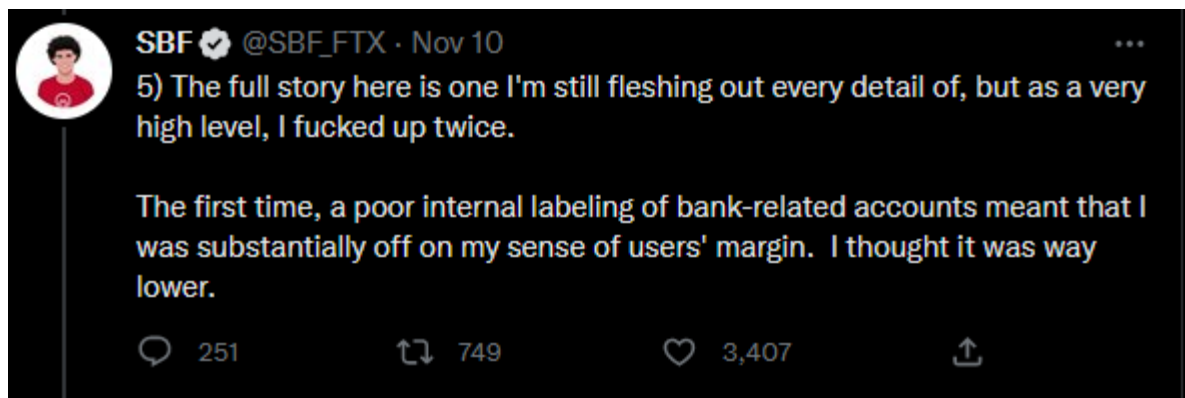 SBF @SBF_FTX · Nov 10
5) The full story here is one I'm still fleshing out every detail of, but as a very
high level, I fucked up twice.
The first time, a poor internal labeling of bank-related accounts meant that I
was substantially off on my sense of users' margin.  I thought it was way
lower.
251 749 3,407